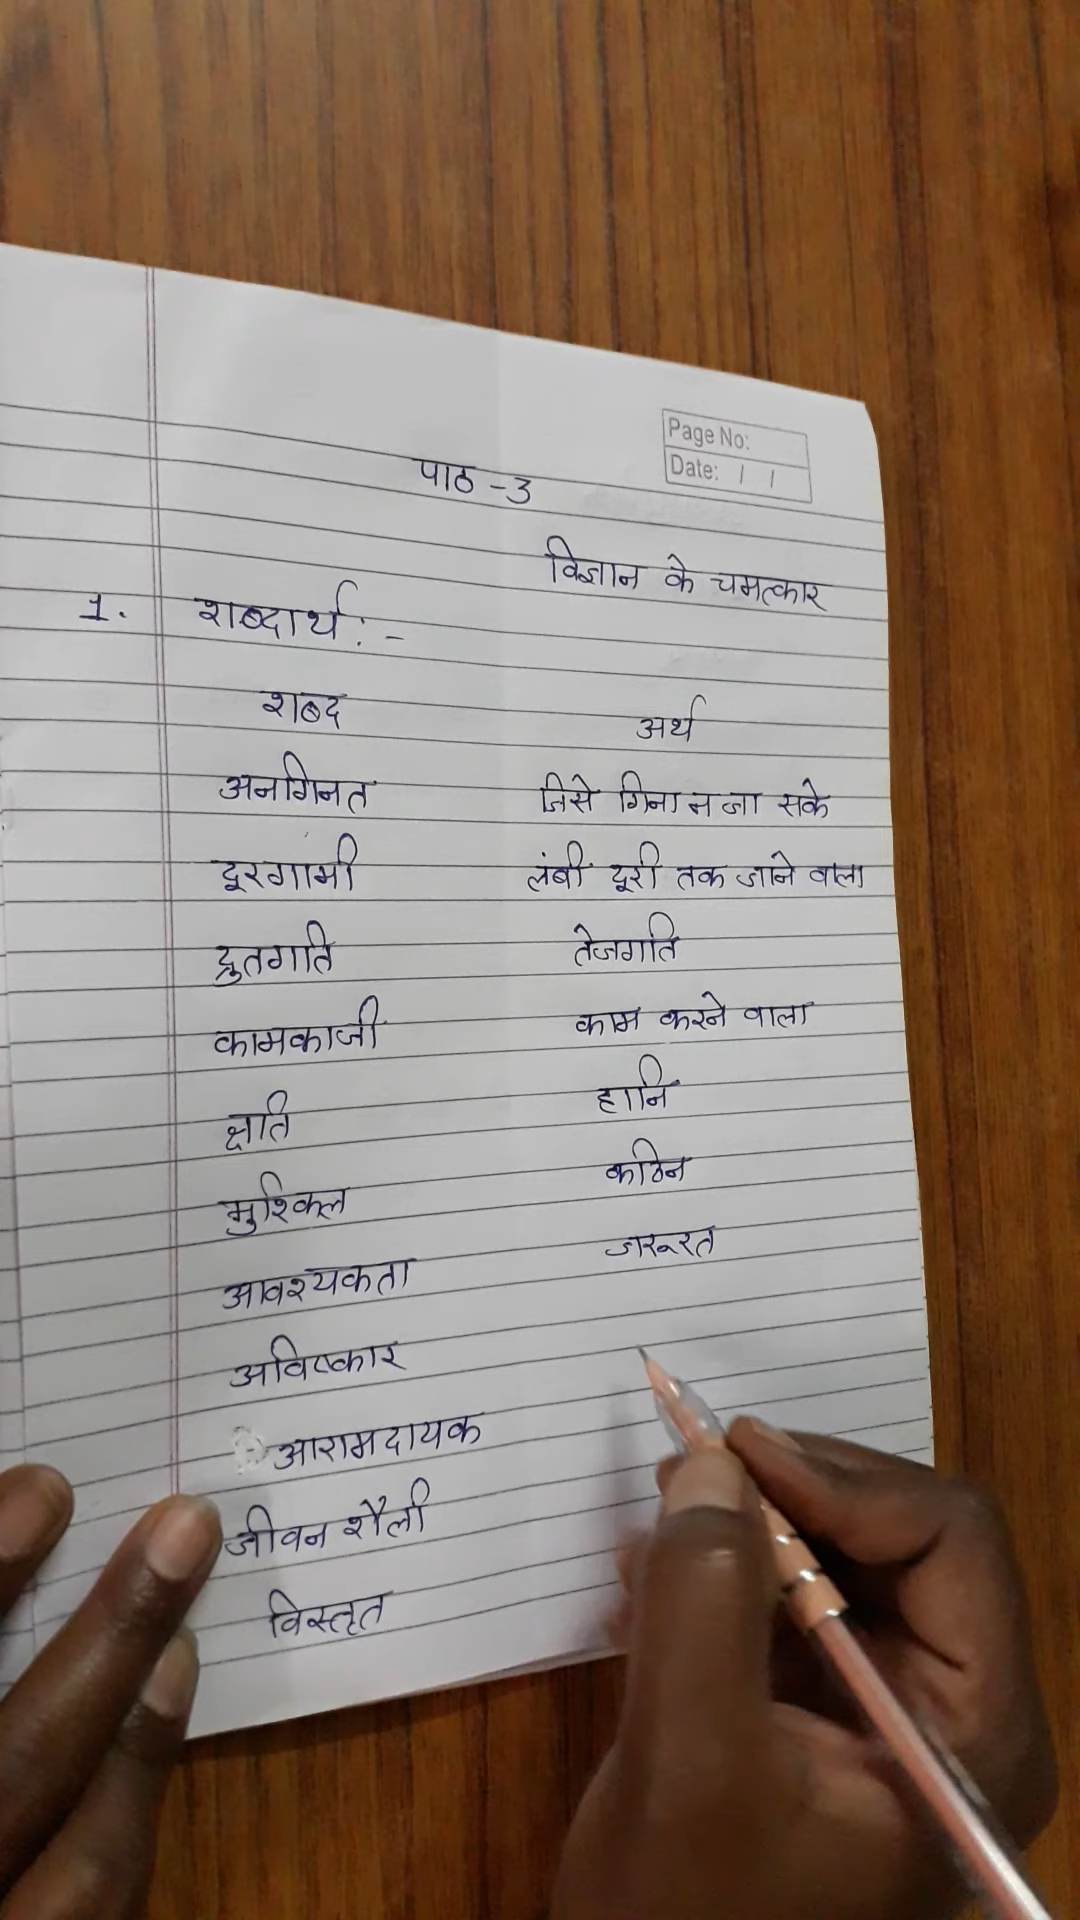 Page No:
Date: / /
पाठ -3
विज्ञान के चमत्कार
1. शब्दार्थ : -
शब्द अर्थ
अनगिनत जिसे गिना न जा सके
दूरगामी लंबी दूरी तक जाने वाला
द्रुतगति तेजगति
कामकाजी काम करने वाला
क्षति हानि
मुश्किल कठिन
आवश्यकता जरूरत
अविष्कार
आरामदायक
जीवन शैली
विस्तृत